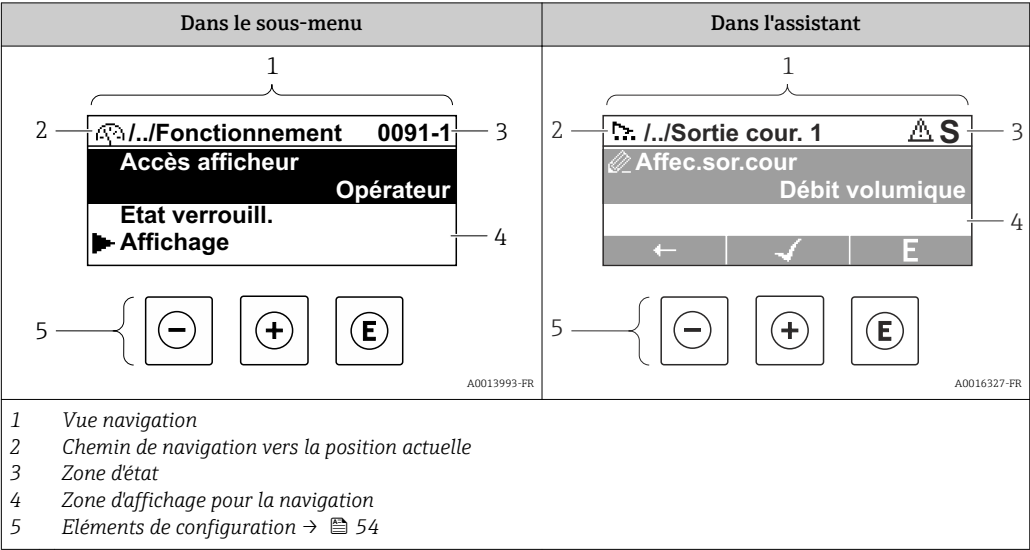 Dans le sous-menu
Dans l'assistant
1
2
/../Fonctionnement 0091-1
3
Accès afficheur
Opérateur
Etat verrouill.
Affichage
4
5
- + E
A0013993-FR
1
2
/../Sortie cour. 1 S
3
Affec.sor.cour
Débit volumique
4
E
5
- + E
A0016327-FR
1 Vue navigation
2 Chemin de navigation vers la position actuelle
3 Zone d'état
4 Zone d'affichage pour la navigation
5 Eléments de configuration → 54